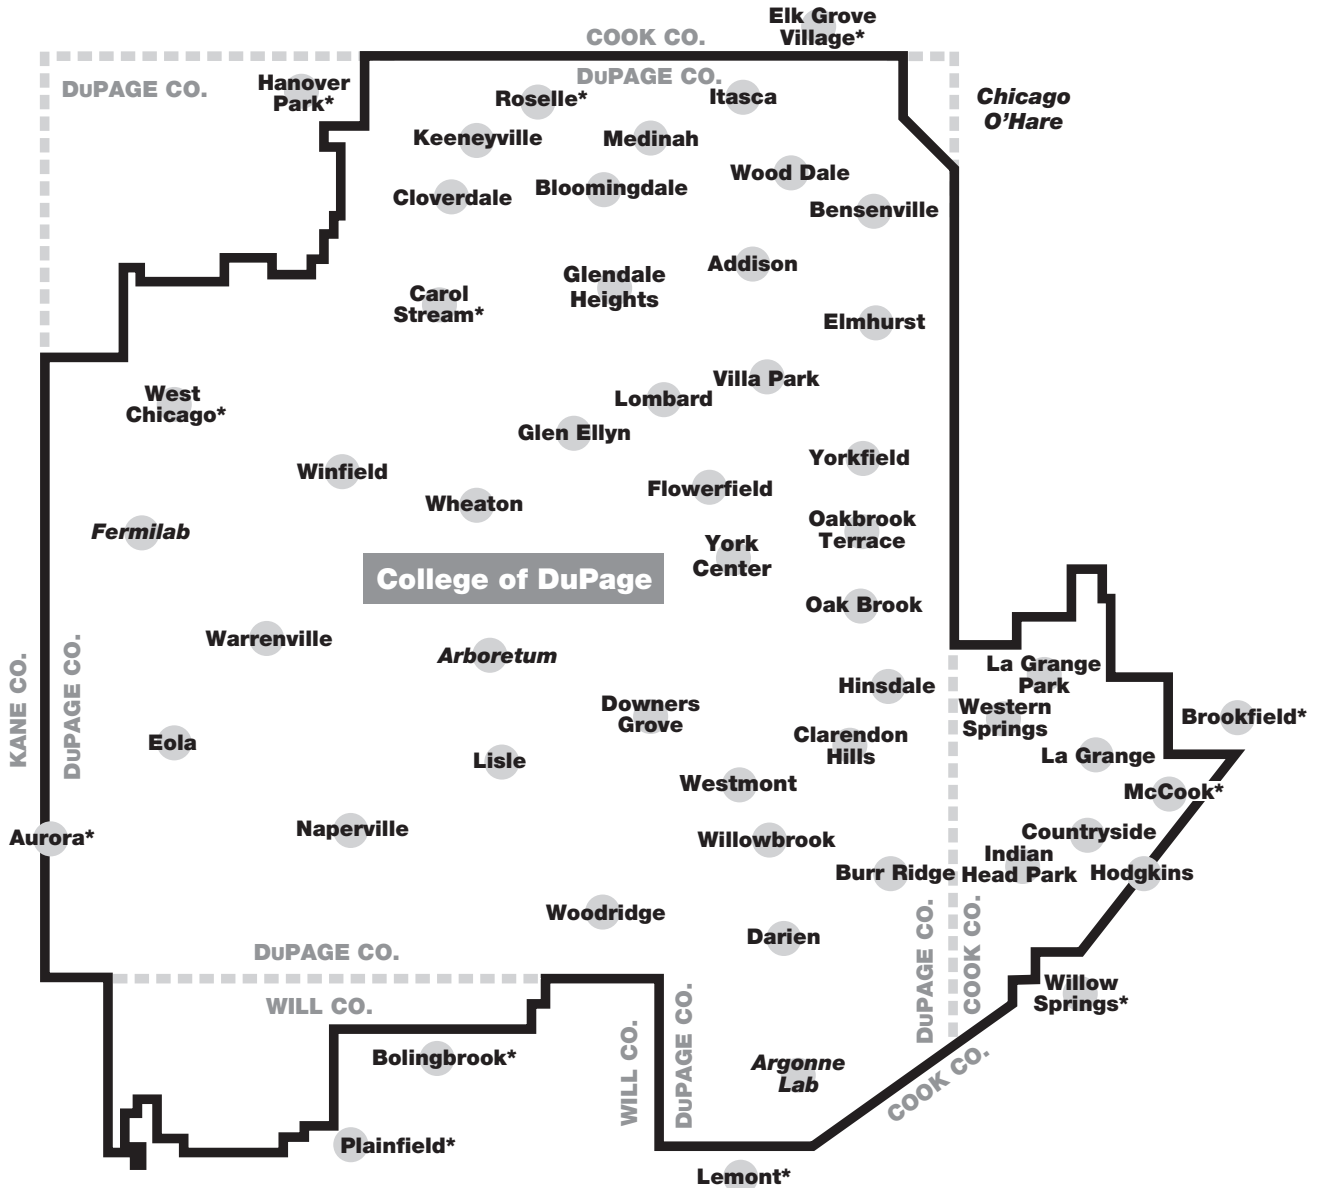 Elk Grove
Village*
COOK CO.
DuPAGE CO.
DuPAGE CO.
Hanover
Park*
Roselle*
Itasca
Chicago
O'Hare
Keeneyville
Medinah
Wood Dale
Cloverdale
Bloomingdale
Bensenville
Addison
Glendale
Heights
Carol
Stream*
Elmhurst
Villa Park
West
Chicago*
Lombard
Glen Ellyn
Yorkfield
Winfield
Flowerfield
Wheaton
Fermilab
Oakbrook
Terrace
York
Center
College of DuPage
Oak Brook
Warrenville
Arboretum
KANE CO.
DuPAGE CO.
La Grange
Park
Hinsdale
Downers
Grove
Western
Springs
Brookfield*
Eola
Clarendon
Hills
La Grange
Lisle
Westmont
McCook*
Aurora*
Naperville
Willowbrook
Countryside
Indian
Head Park
Burr Ridge
Hodgkins
Woodridge
Darien
DuPAGE CO.
WILL CO.
DuPAGE CO.
COOK CO.
Willow
Springs*
Bolingbrook*
WILL CO.
DuPAGE CO.
Argonne
Lab
COOK CO.
Plainfield*
Lemont*